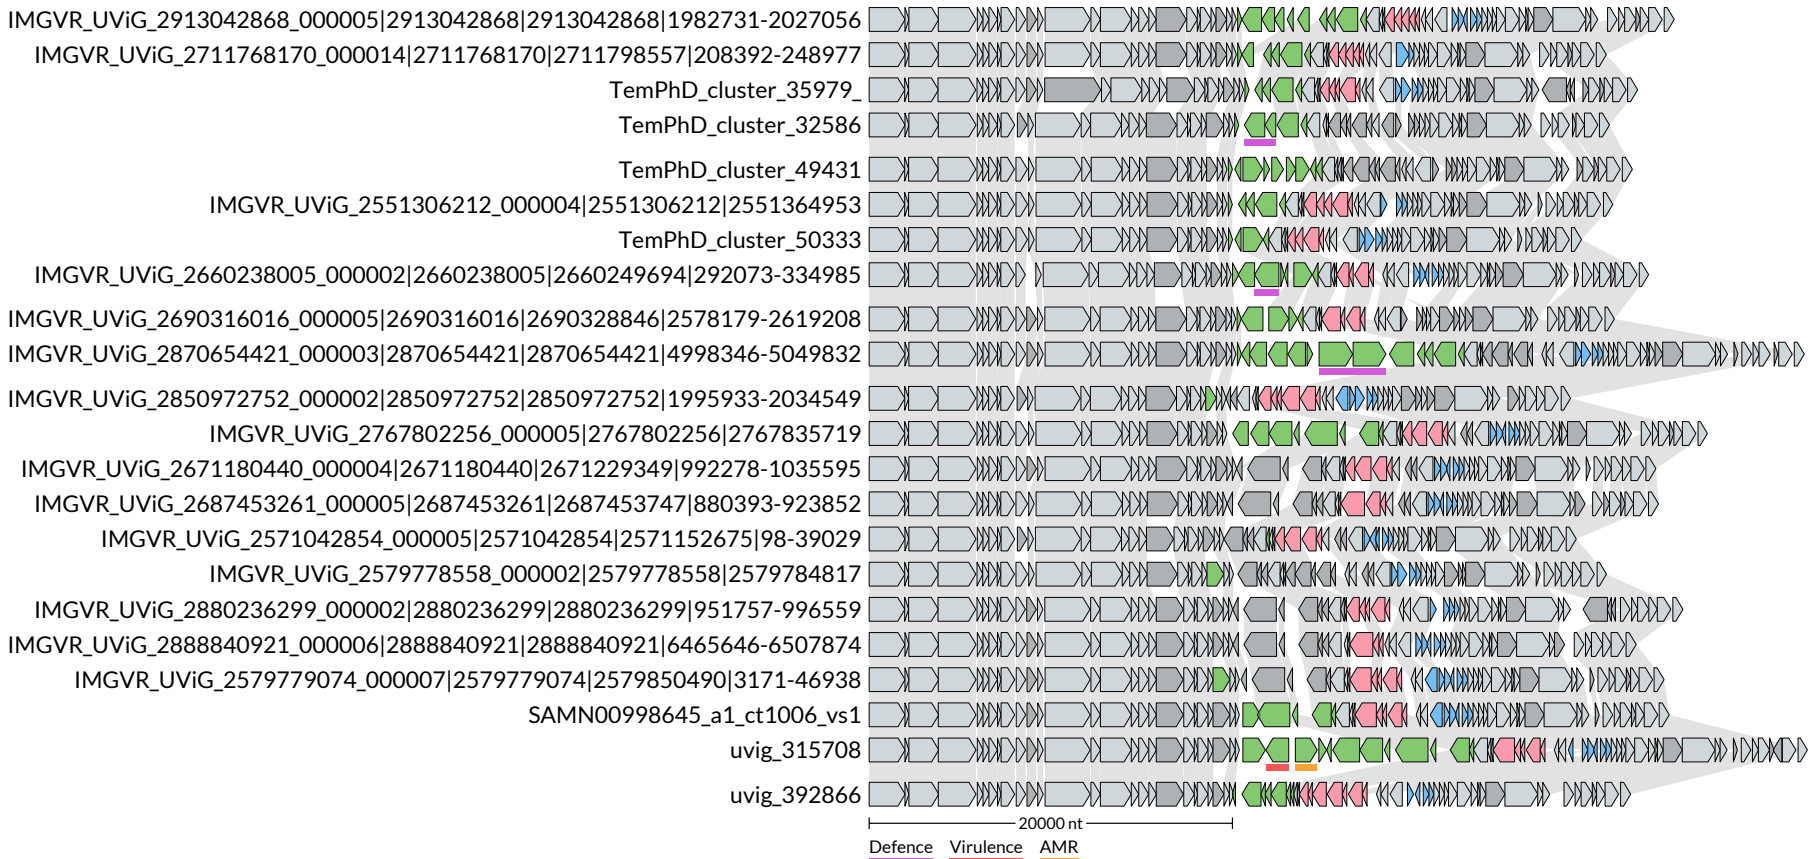 IMGVR_UViG_2913042868_000005|2913042868|2913042868|1982731-2027056
IMGVR_UViG_2711768170_000014|2711768170|2711798557|208392-248977
TemPhD_cluster_35979_
TemPhD_cluster_32586
TemPhD_cluster_49431
IMGVR_UViG_2551306212_000004|2551306212|2551364953
TemPhD_cluster_50333
IMGVR_UViG_2660238005_000002|2660238005|2660249694|292073-334985
IMGVR_UViG_2690316016_000005|2690316016|2690328846|2578179-2619208
IMGVR_UViG_2870654421_000003|2870654421|2870654421|4998346-5049832
IMGVR_UViG_2850972752_000002|2850972752|2850972752|1995933-2034549
IMGVR_UViG_2767802256_000005|2767802256|2767835719
IMGVR_UViG_2671180440_000004|2671180440|2671229349|992278-1035595
IMGVR_UViG_2687453261_000005|2687453261|2687453747|880393-923852
IMGVR_UViG_2571042854_000005|2571042854|2571152675|98-39029
IMGVR_UViG_2579778558_000002|2579778558|2579784817
IMGVR_UViG_2880236299_000002|2880236299|2880236299|951757-996559
IMGVR_UViG_2888840921_000006|2888840921|2888840921|6465646-6507874
IMGVR_UViG_2579779074_000007|2579779074|2579850490|3171-46938
SAMN00998645_a1_ct1006_vs1
uvig_315708
uvig_392866
20000 nt
Defence Virulence AMR